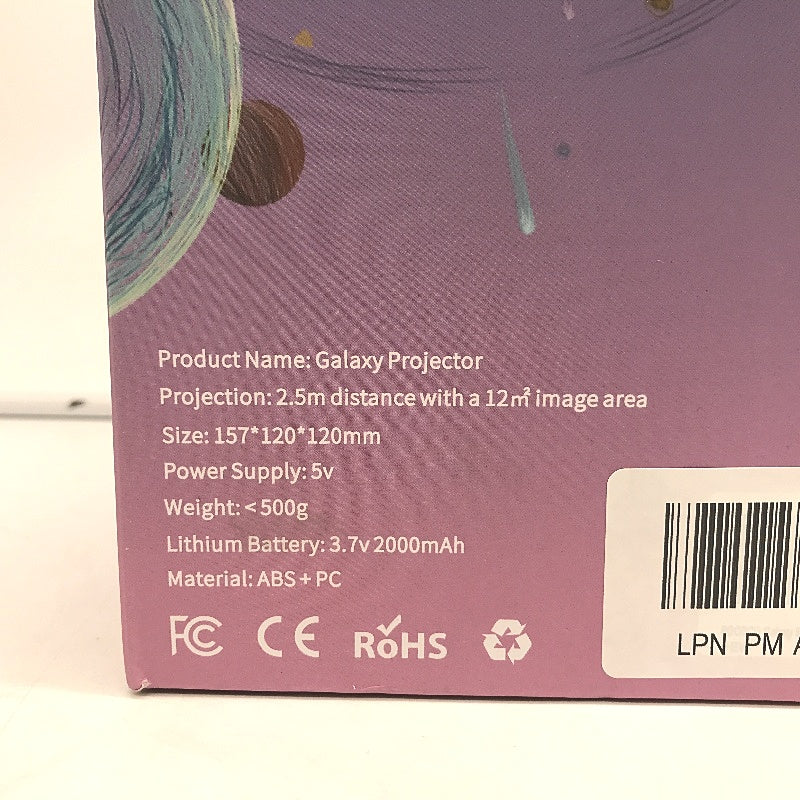 Product Name: Galaxy Projector
Projection: 2.5m distance with a 12㎡ image area
Size: 157*120*120mm
Power Supply: 5v
Weight: < 500g
Lithium Battery: 3.7v 2000mAh
Material: ABS + PC
FC CE RoHS
LPN PM A